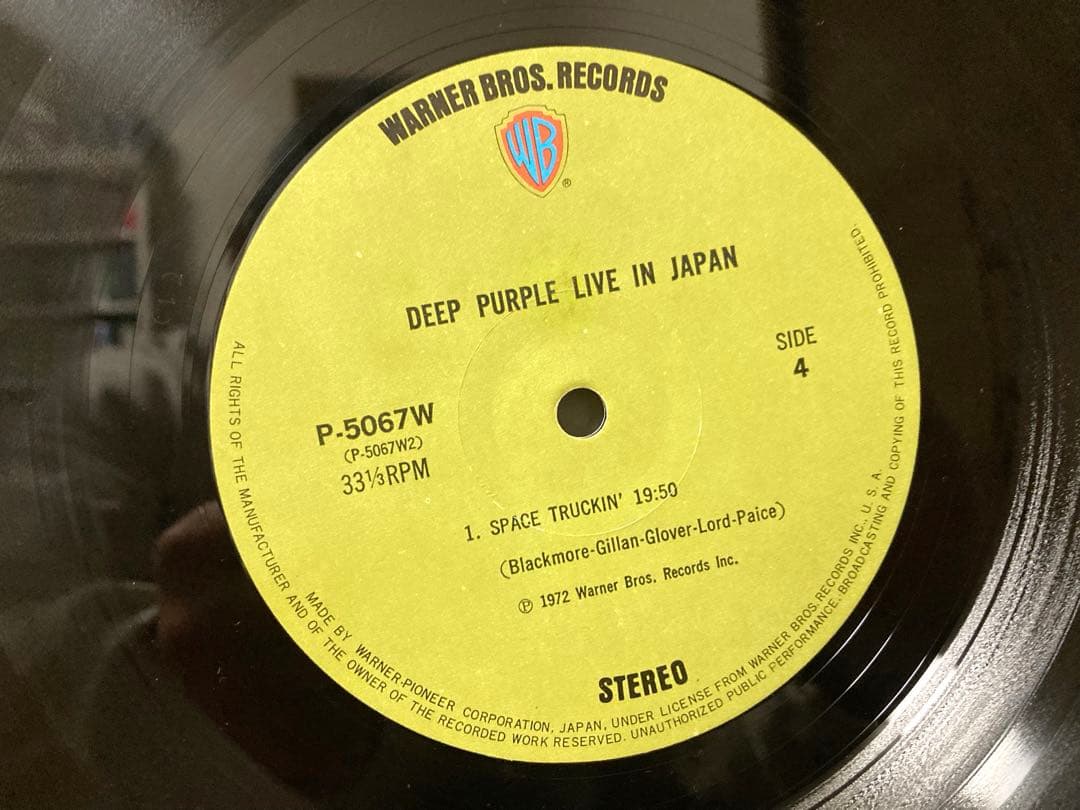 WARNER BROS. RECORDS
WB
®
DEEP PURPLE LIVE IN JAPAN
SIDE
4
P-5067W
(P-5067W2)
33⅓RPM
1. SPACE TRUCKIN' 19:50
(Blackmore-Gillan-Glover-Lord-Paice)
Ⓟ 1972 Warner Bros. Records Inc.
STEREO
MADE BY WARNER-PIONEER CORPORATION, JAPAN, UNDER LICENSE FROM WARNER BROS. RECORDS INC., U. S. A.
ALL RIGHTS OF THE MANUFACTURER AND OF THE OWNER OF THE RECORDED WORK RESERVED. UNAUTHORIZED PUBLIC PERFORMANCE. BROADCASTING AND COPYING OF THIS RECORD PROHIBITED.